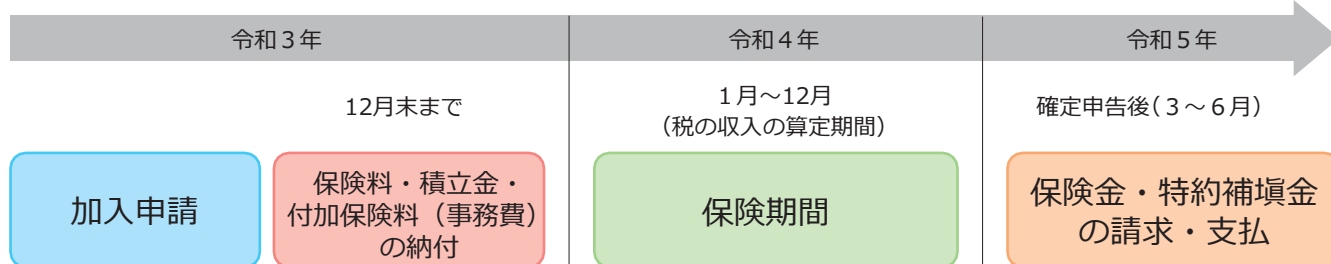 令和３年
令和４年
令和５年
12月末まで
１月～12月
（税の収入の算定期間）
確定申告後（３～６月）
加入申請
保険料・積立金・
付加保険料（事務費）
の納付
保険期間
保険金・特約補塡金
の請求・支払